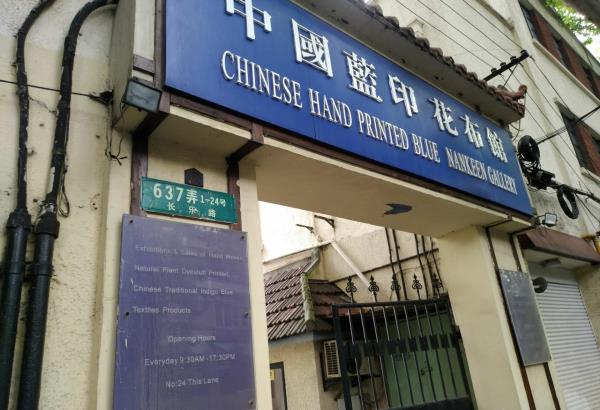 中國藍印花布館
CHINESE HAND PRINTED BLUE NANKEEN GALLERY
637弄1~24号
长乐路
Exhibitions & Sales of Hand Woven
Natural Plant Dyestuff Printed,
Chinese Traditional Indigo Blue
Textiles Products.
Opening Hours
Everyday 9:30AM -17:30PM
No:24 This Lane